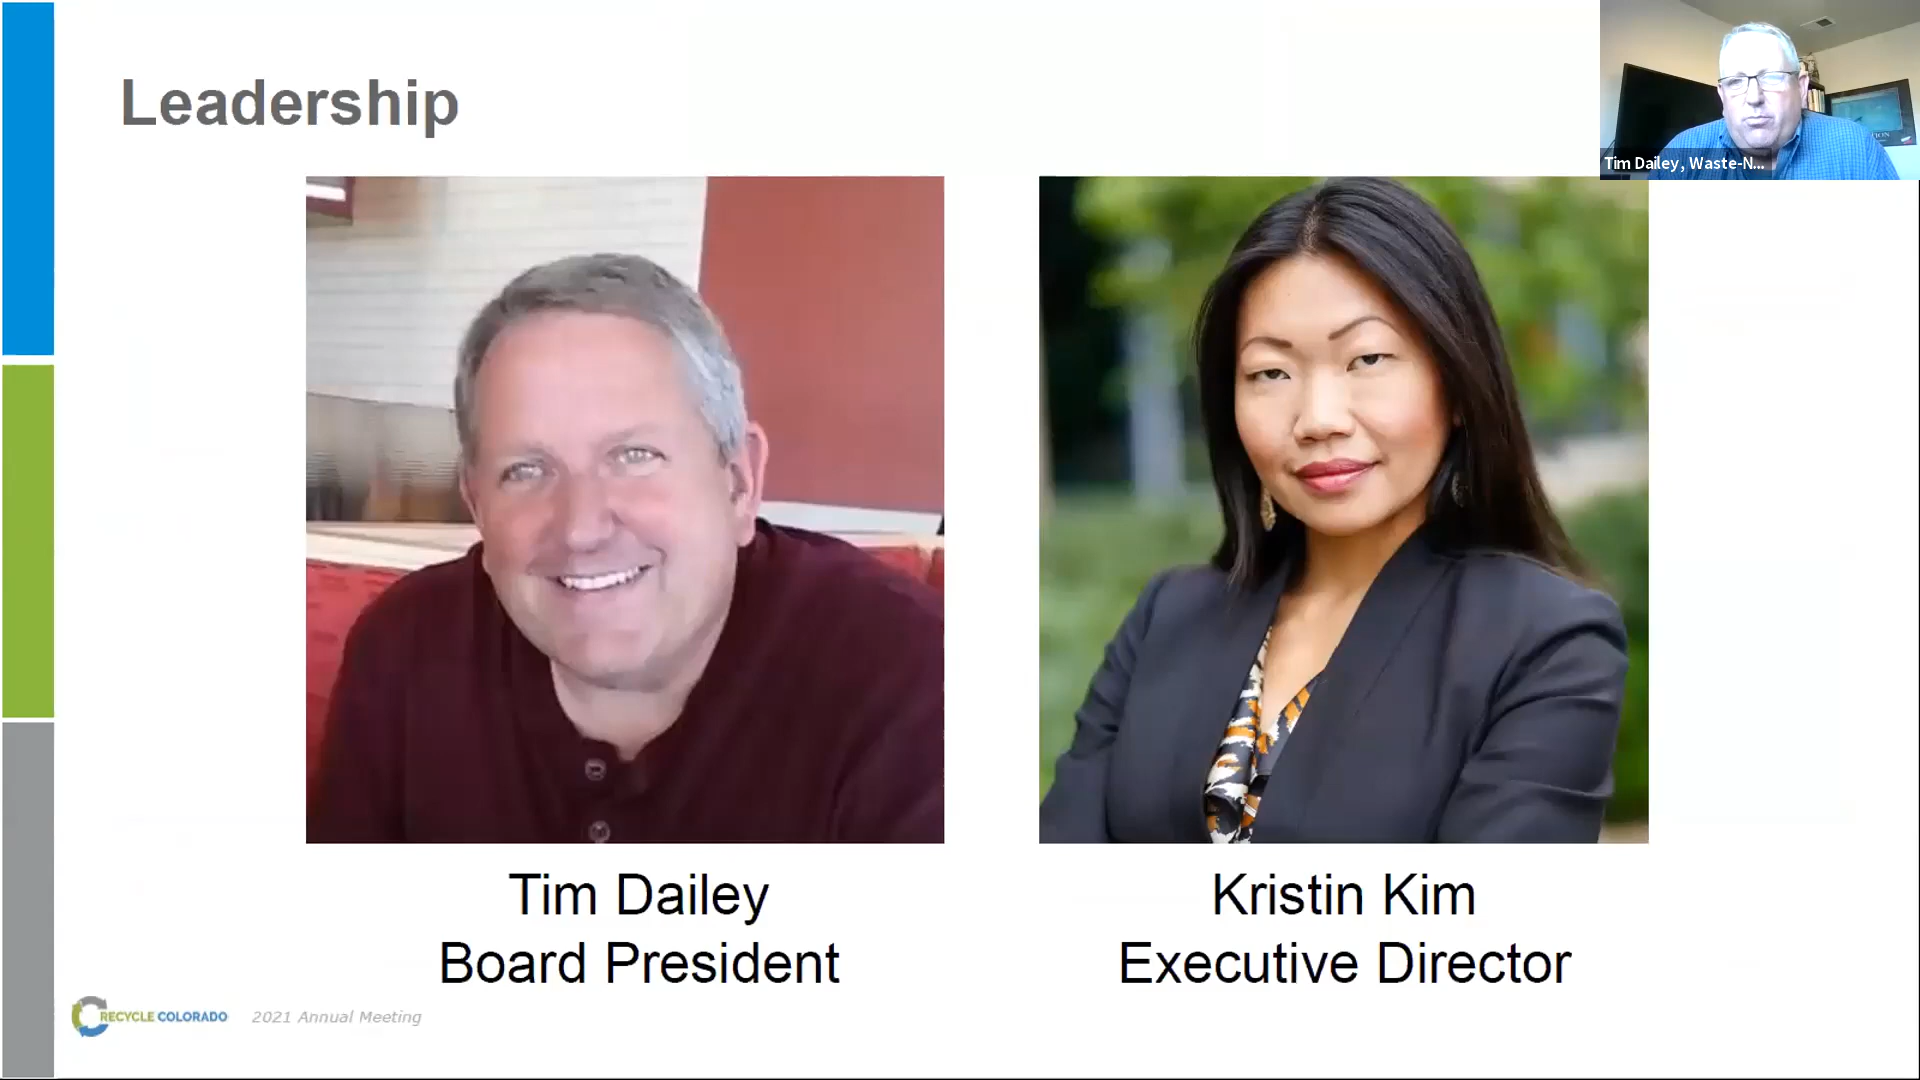 Leadership
Tim Dailey, Waste-N...
Tim Dailey
Board President
Kristin Kim
Executive Director
RECYCLE COLORADO
2021 Annual Meeting